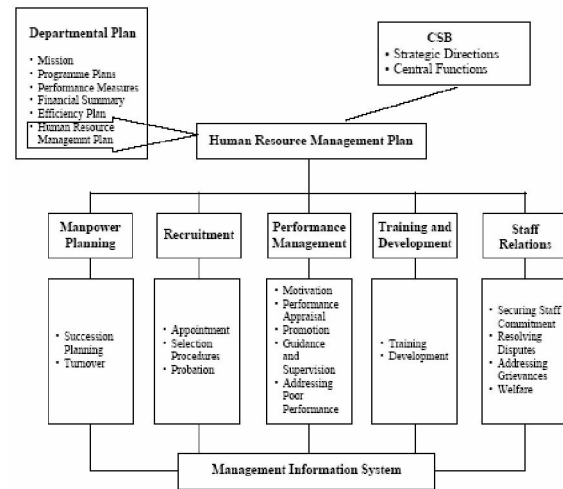 Departmental Plan
• Mission
• Programme Plans
• Performance Measures
• Financial Summary
• Efficiency Plan
• Human Resource
Managemnt Plan
CSB
• Strategic Directions
• Central Functions
Human Resource Management Plan
Manpower
Planning
Recruitment
Performance
Management
Training and
Development
Staff
Relations
• Succession
Planning
• Turnover
• Appointment
• Selection
Procedures
• Probation
• Motivation
• Performance
Appraisal
• Promotion
• Guidance
and
Supervision
• Addressing
Poor
Performance
• Training
• Development
• Securing Staff
Commitment
• Resolving
Disputes
• Addressing
Grievances
• Welfare
Management Information System